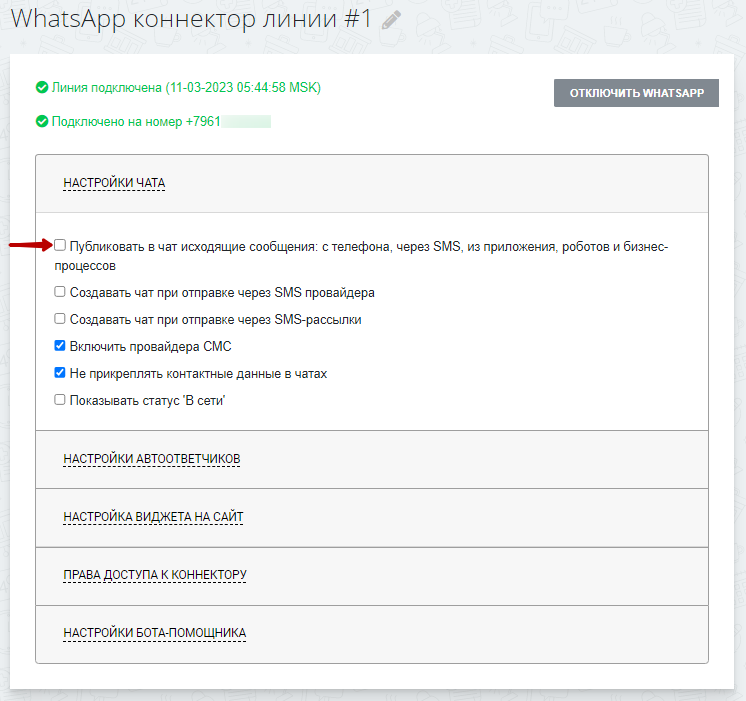 WhatsApp коннектор линии #1
Линия подключена (11-03-2023 05:44:58 MSK)
ОТКЛЮЧИТЬ WHATSAPP
Подключено на номер +7961
НАСТРОЙКИ ЧАТА
Публиковать в чат исходящие сообщения: с телефона, через SMS, из приложения, роботов и бизнес-
процессов
Создавать чат при отправке через SMS провайдера
Создавать чат при отправке через SMS-рассылки
Включить провайдера СМС
Не прикреплять контактные данные в чатах
Показывать статус 'В сети'
НАСТРОЙКИ АВТООТВЕТЧИКОВ
НАСТРОЙКА ВИДЖЕТА НА САЙТ
ПРАВА ДОСТУПА К КОННЕКТОРУ
НАСТРОЙКИ БОТА-ПОМОЩНИКА